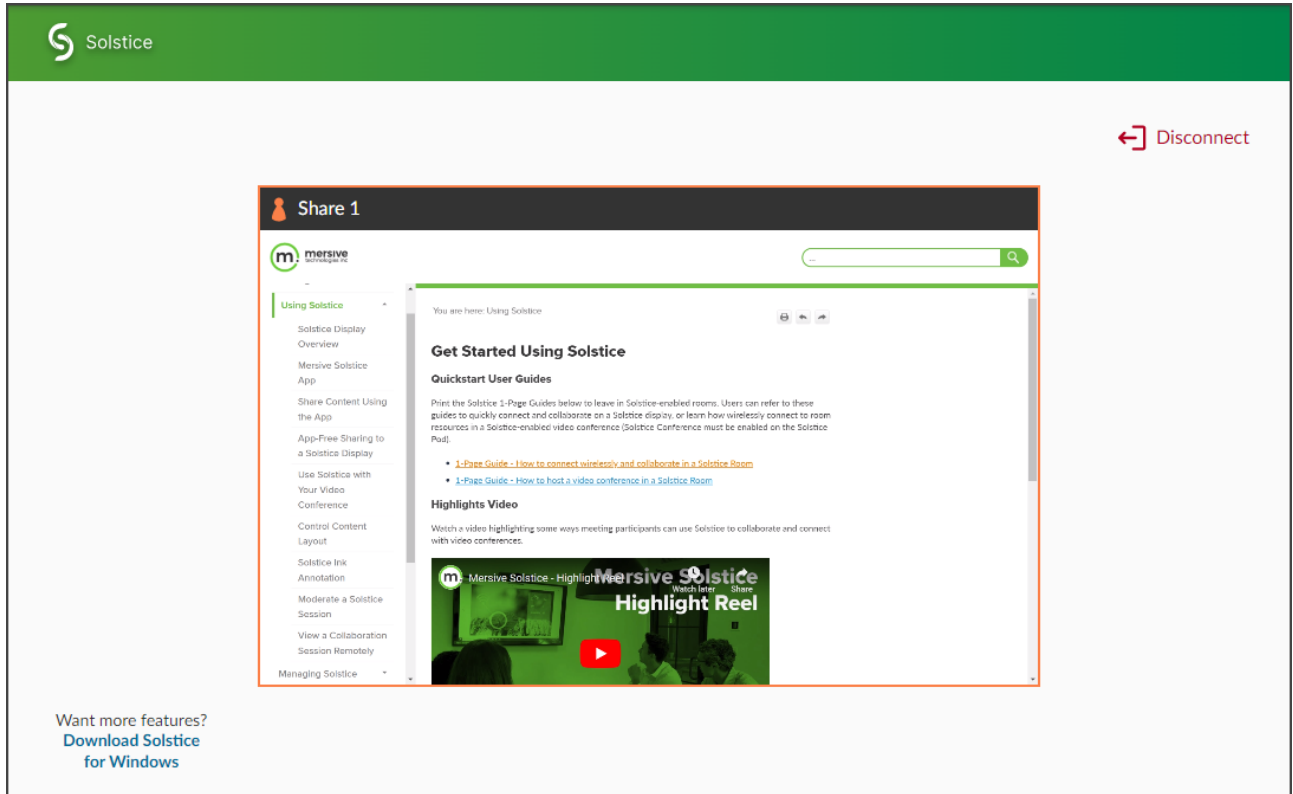 Solstice
Disconnect
Share 1
m. mersive
technologies inc
...
Using Solstice
Solstice Display
Overview
Mersive Solstice
App
Share Content Using
the App
App-Free Sharing to
a Solstice Display
Use Solstice with
Your Video
Conference
Control Content
Layout
Solstice Ink
Annotation
Moderate a Solstice
Session
View a Collaboration
Session Remotely
Managing Solstice
You are here: Using Solstice
Get Started Using Solstice
Quickstart User Guides
Print the Solstice 1-Page Guides below to leave in Solstice-enabled rooms. Users can refer to these
guides to quickly connect and collaborate on a Solstice display, or learn how wirelessly connect to room
resources in a Solstice-enabled video conference (Solstice Conference must be enabled on the Solstice
Pod).
• 1-Page Guide - How to connect wirelessly and collaborate in a Solstice Room
• 1-Page Guide - How to host a video conference in a Solstice Room
Highlights Video
Watch a video highlighting some ways meeting participants can use Solstice to collaborate and connect
with video conferences.
m. Mersive Solstice - Highlight Reel
Mersive Solstice
Watch later Share
Highlight Reel
Want more features?
Download Solstice
for Windows